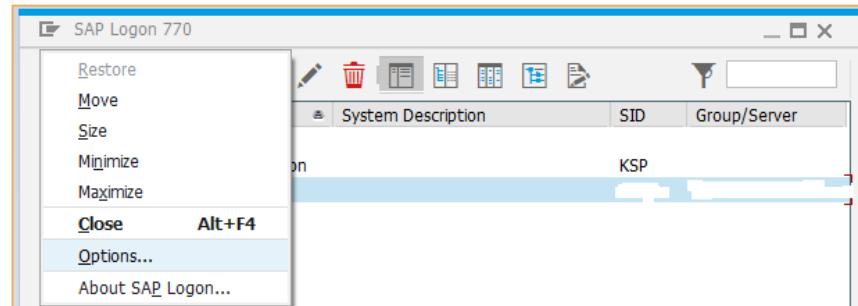 SAP Logon 770
Restore
Move
System Description SID Group/Server
Size
Minimize
on KSP
Maximize
Close Alt+F4
Options...
About SAP Logon...